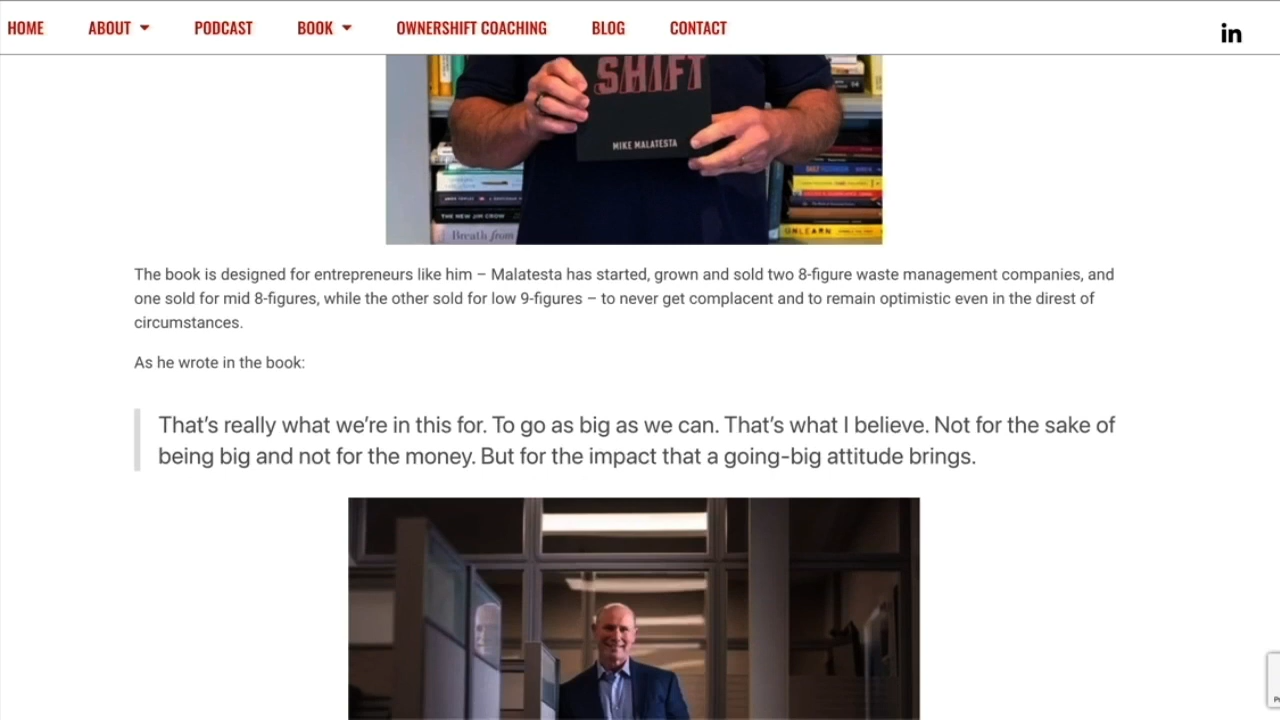 HOME ABOUT PODCAST BOOK OWNERSHIFT COACHING BLOG CONTACT
in
SHIFT
MIKE MALATESTA
THE NEW JIM CROW
Breath from
UNLEARN
The book is designed for entrepreneurs like him – Malatesta has started, grown and sold two 8-figure waste management companies, and
one sold for mid 8-figures, while the other sold for low 9-figures – to never get complacent and to remain optimistic even in the direst of
circumstances.
As he wrote in the book:
That’s really what we’re in this for. To go as big as we can. That’s what I believe. Not for the sake of
being big and not for the money. But for the impact that a going-big attitude brings.